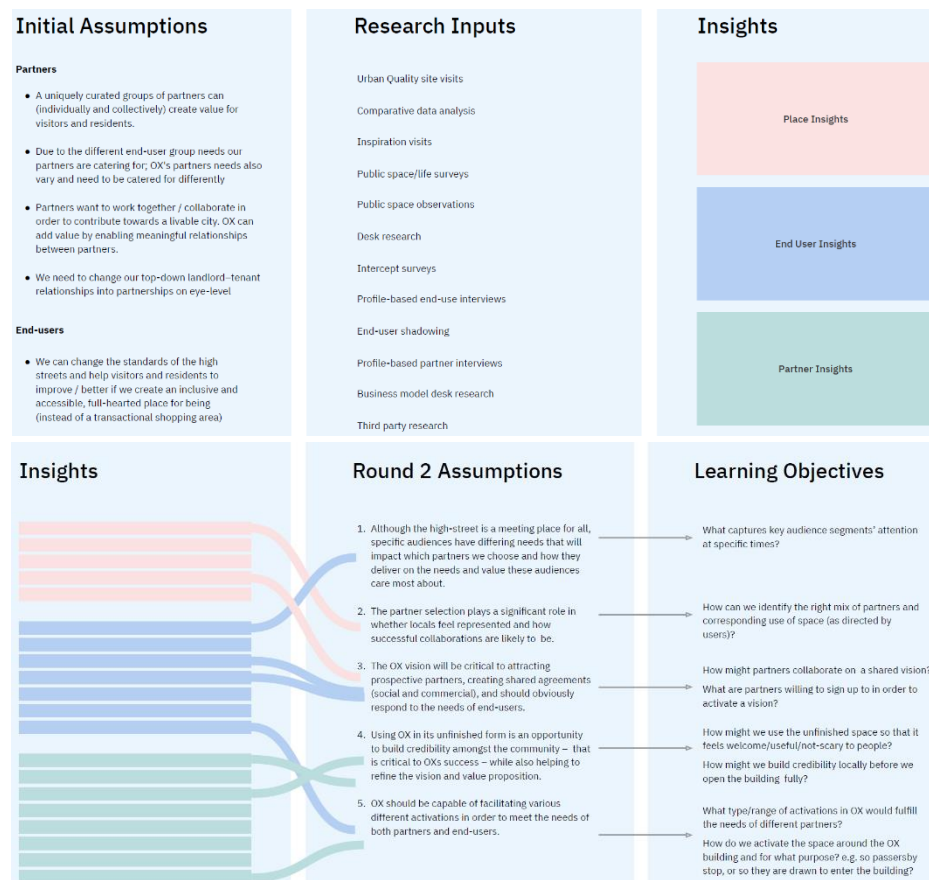 Initial Assumptions
Partners
● A uniquely curated groups of partners can
(individually and collectively) create value for
visitors and residents.
● Due to the different end-user group needs our
partners are catering for; OX's partners needs also
vary and need to be catered for differently
● Partners want to work together / collaborate in
order to contribute towards a livable city. OX can
add value by enabling meaningful relationships
between partners.
● We need to change our top-down landlord–tenant
relationships into partnerships on eye-level
End-users
● We can change the standards of the high
streets and help visitors and residents to
improve / better if we create an inclusive and
accessible, full-hearted place for being
(instead of a transactional shopping area)
Research Inputs
Urban Quality site visits
Comparative data analysis
Inspiration visits
Public space/life surveys
Public space observations
Desk research
Intercept surveys
Profile-based end-use interviews
End-user shadowing
Profile-based partner interviews
Business model desk research
Third party research
Insights
Place Insights
End User Insights
Partner Insights
Insights
Round 2 Assumptions
1. Although the high-street is a meeting place for all,
specific audiences have differing needs that will
impact which partners we choose and how they
deliver on the needs and value these audiences
care most about.
2. The partner selection plays a significant role in
whether locals feel represented and how
successful collaborations are likely to be.
3. The OX vision will be critical to attracting
prospective partners, creating shared agreements
(social and commercial), and should obviously
respond to the needs of end-users.
4. Using OX in its unfinished form is an opportunity
to build credibility amongst the community – that
is critical to OXs success – while also helping to
refine the vision and value proposition.
5. OX should be capable of facilitating various
different activations in order to meet the needs of
both partners and end-users.
Learning Objectives
What captures key audience segments' attention
at specific times?
How can we identify the right mix of partners and
corresponding use of space (as directed by
users)?
How might partners collaborate on a shared vision?
What are partners willing to sign up to in order to
activate a vision?
How might we use the unfinished space so that it
feels welcome/useful/not-scary to people?
How might we build credibility locally before we
open the building fully?
What type/range of activations in OX would fulfill
the needs of different partners?
How do we activate the space around the OX
building and for what purpose? e.g. so passersby
stop, or so they are drawn to enter the building?